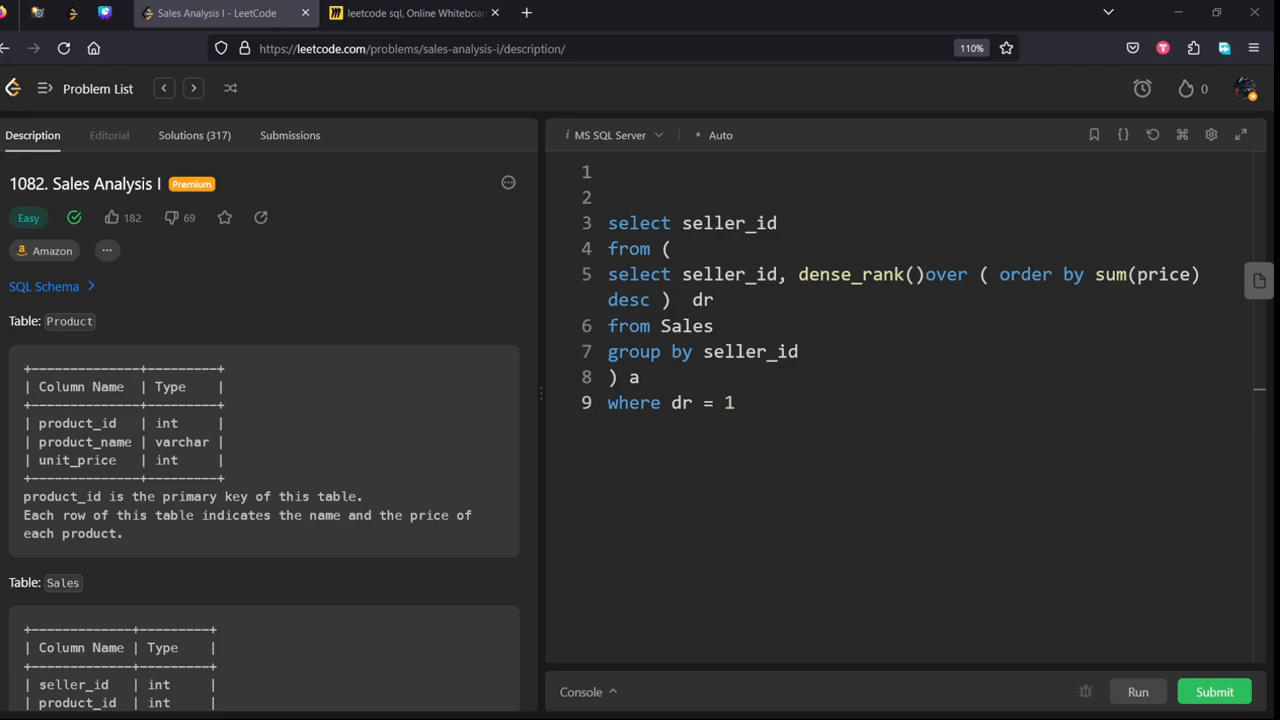 Sales Analysis I - LeetCode
leetcode sql, Online Whiteboard
https://leetcode.com/problems/sales-analysis-i/description/
110%
Problem List
0
Description
Editorial
Solutions (317)
Submissions
1082. Sales Analysis I Premium
Easy 182 69
Amazon ...
SQL Schema >
Table: Product
+--------------+---------+
| Column Name | Type |
+--------------+---------+
| product_id | int |
| product_name | varchar |
| unit_price | int |
+--------------+---------+
product_id is the primary key of this table.
Each row of this table indicates the name and the price of
each product.
Table: Sales
+-------------+---------+
| Column Name | Type |
+-------------+---------+
| seller_id | int |
| product_id | int |
i MS SQL Server • Auto
1
2
3 select seller_id
4 from (
5 select seller_id, dense_rank()over ( order by sum(price)
desc ) dr
6 from Sales
7 group by seller_id
8 ) a
9 where dr = 1
Console
Run
Submit